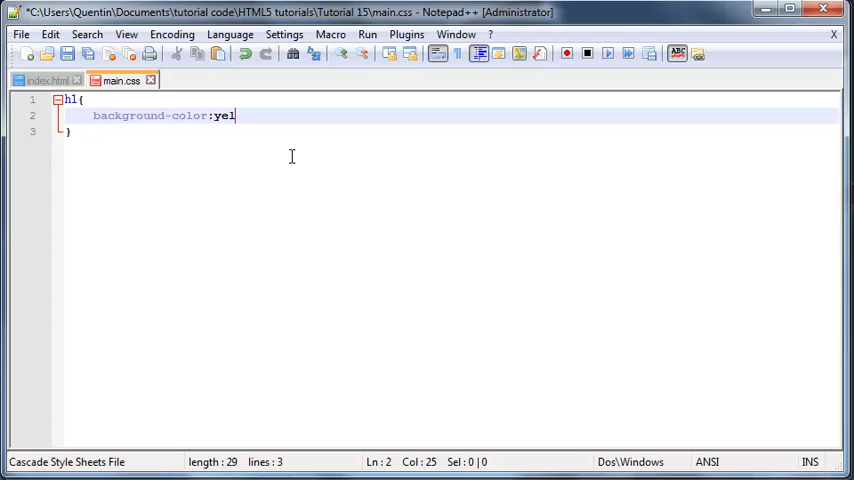 *C:\Users\Quentin\Documents\tutorial code\HTML5 tutorials\Tutorial 15\main.css - Notepad++ [Administrator]
File Edit Search View Encoding Language Settings Macro Run Plugins Window ? X
index.html main.css
1 h1{
2 background-color:yel
3 }
Cascade Style Sheets File length : 29 lines : 3 Ln : 2 Col : 25 Sel : 0 | 0 Dos\Windows ANSI INS